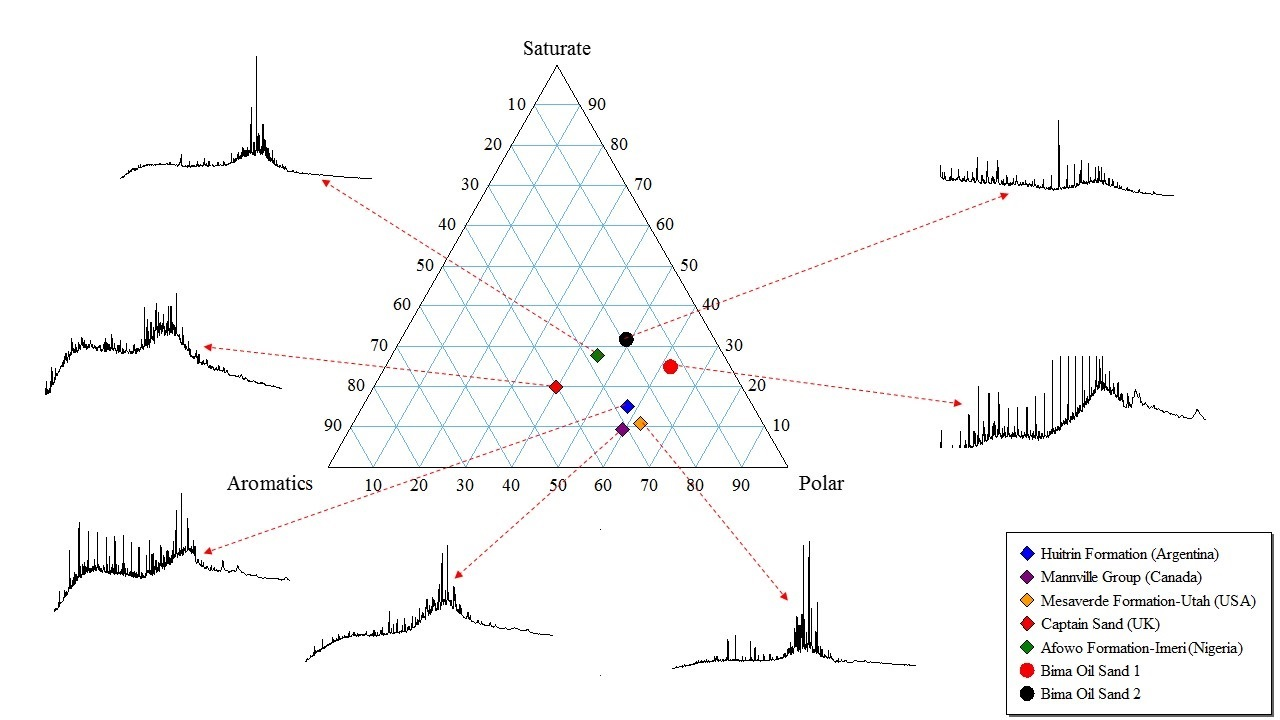 Saturate
10 90
20 80
30 70
40 60
50 50
60 40
70 30
80 20
90 10
Aromatics Polar
10 20 30 40 50 60 70 80 90
Huitrin Formation (Argentina)
Mannville Group (Canada)
Mesaverde Formation-Utah (USA)
Captain Sand (UK)
Afowo Formation-Imeri (Nigeria)
Bima Oil Sand 1
Bima Oil Sand 2